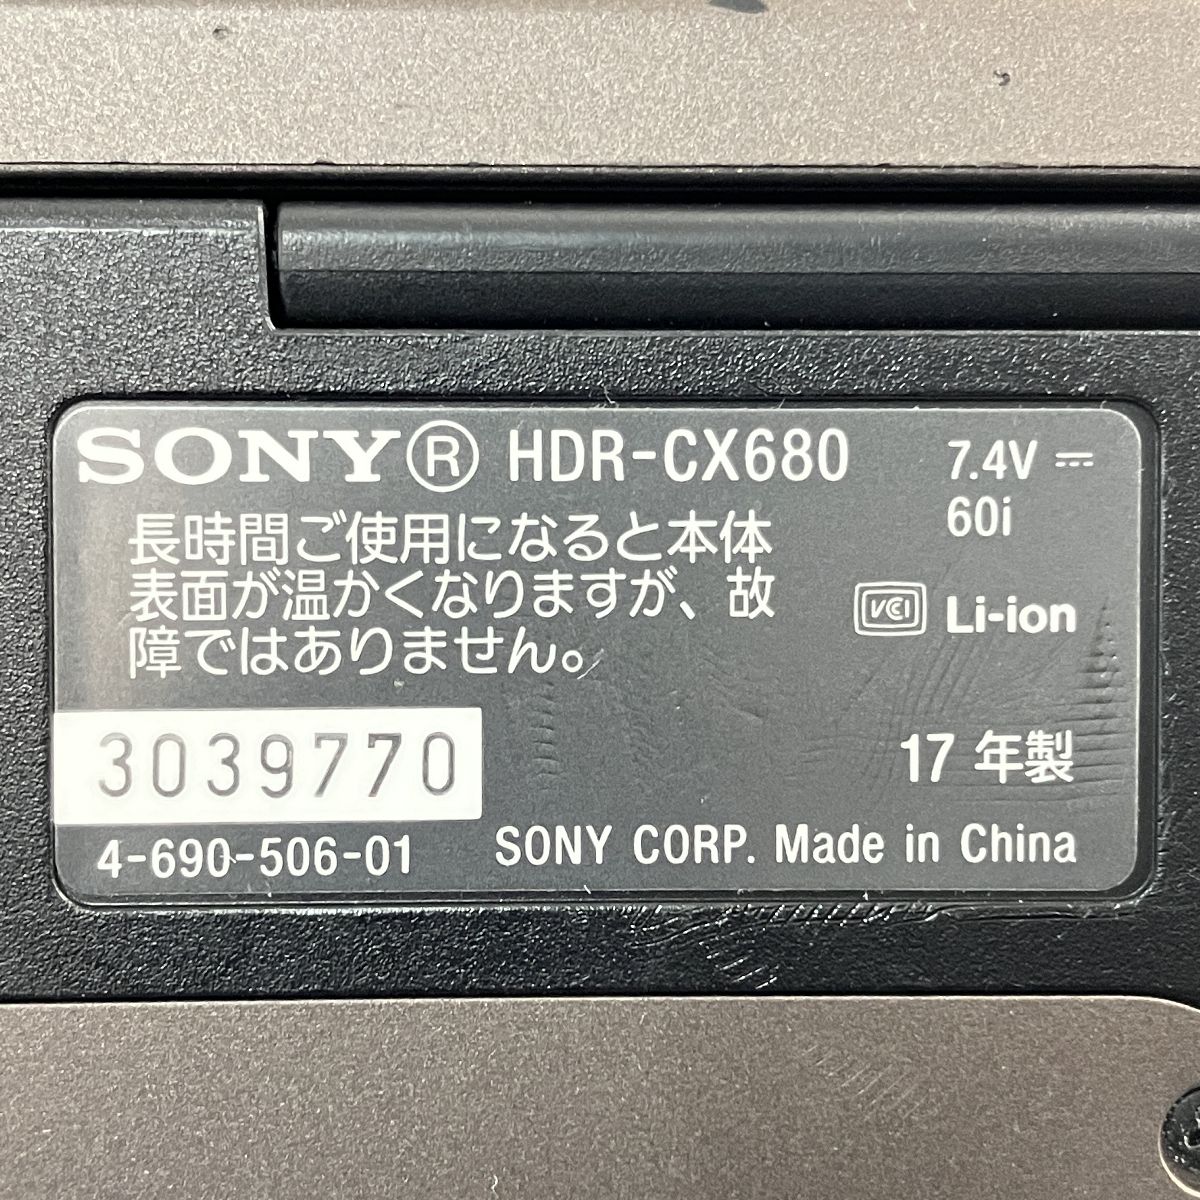 SONY® HDR-CX680
7.4V ⎓
60i
長時間ご使用になると本体
表面が温かくなりますが、故
障ではありません。
VCCI Li-ion
3039770
17 年製
4-690-506-01
SONY CORP. Made in China